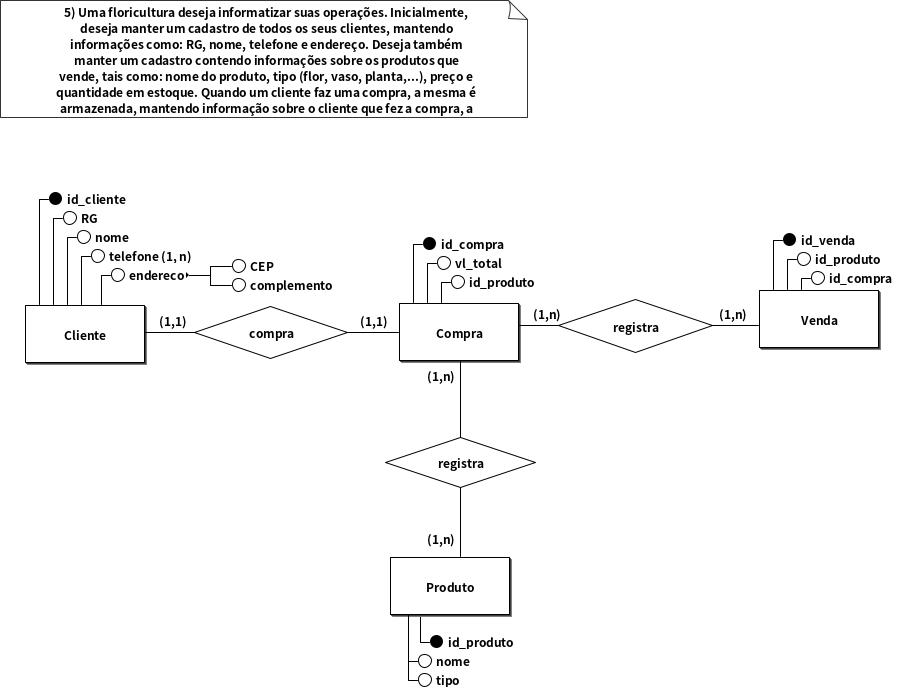 5) Uma floricultura deseja informatizar suas operações. Inicialmente,
deseja manter um cadastro de todos os seus clientes, mantendo
informações como: RG, nome, telefone e endereço. Deseja também
manter um cadastro contendo informações sobre os produtos que
vende, tais como: nome do produto, tipo (flor, vaso, planta,...), preço e
quantidade em estoque. Quando um cliente faz uma compra, a mesma é
armazenada, mantendo informação sobre o cliente que fez a compra, a
id_cliente
RG
nome
telefone (1, n)
endereco
CEP
complemento
Cliente
(1,1)
compra
(1,1)
id_compra
vl_total
id_produto
Compra
(1,n)
registra
(1,n)
id_venda
id_produto
id_compra
Venda
(1,n)
registra
(1,n)
Produto
id_produto
nome
tipo